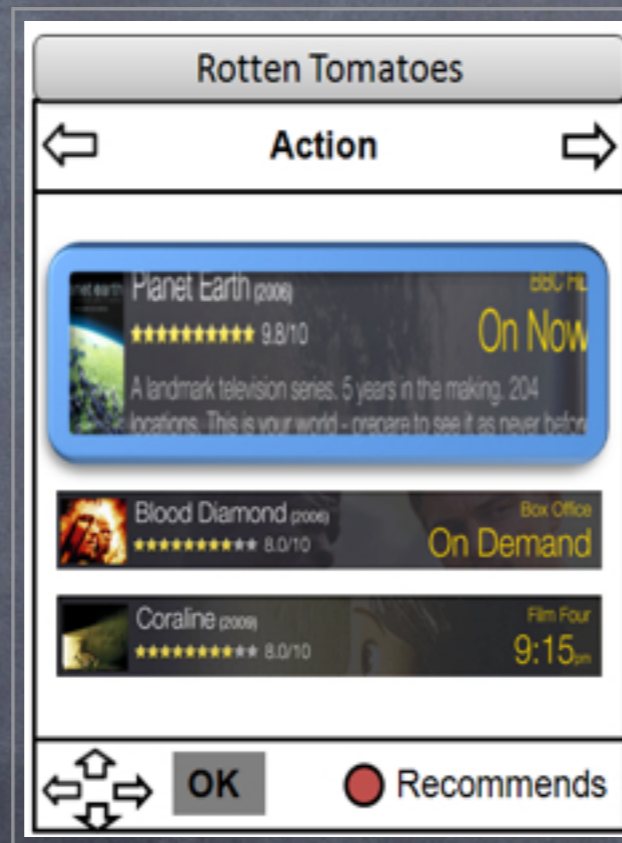 Rotten Tomatoes
Action
Planet Earth (2006)
BBC HD
9.8/10
On Now
A landmark television series. 5 years in the making. 204
locations. This is your world - prepare to see it as never before
Blood Diamond (2006)
Box Office
8.0/10
On Demand
Coraline (2009)
Film Four
8.0/10
9:15pm
OK
Recommends